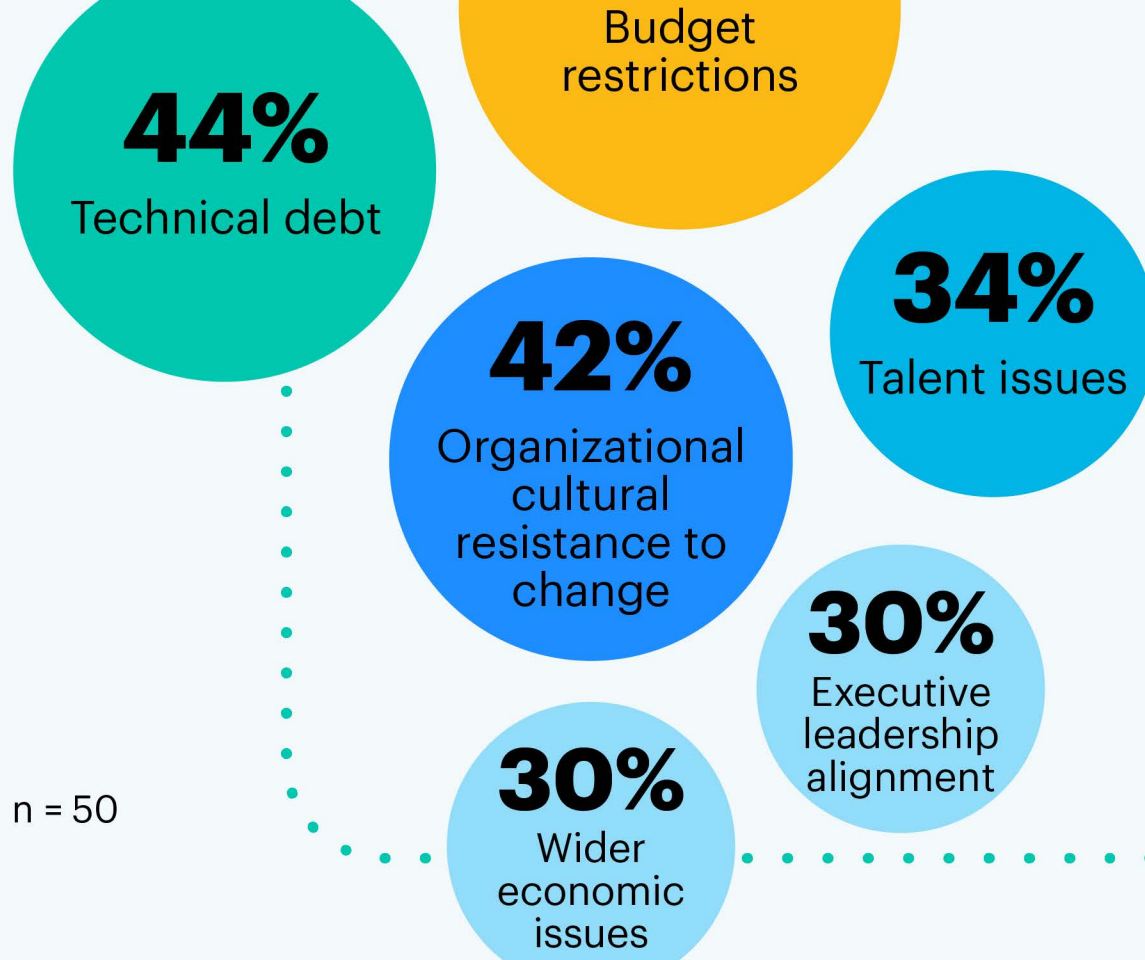 Budget
restrictions
44%
Technical debt
34%
Talent issues
42%
Organizational
cultural
resistance to
change
30%
Executive
leadership
alignment
30%
Wider
economic
issues
n = 50